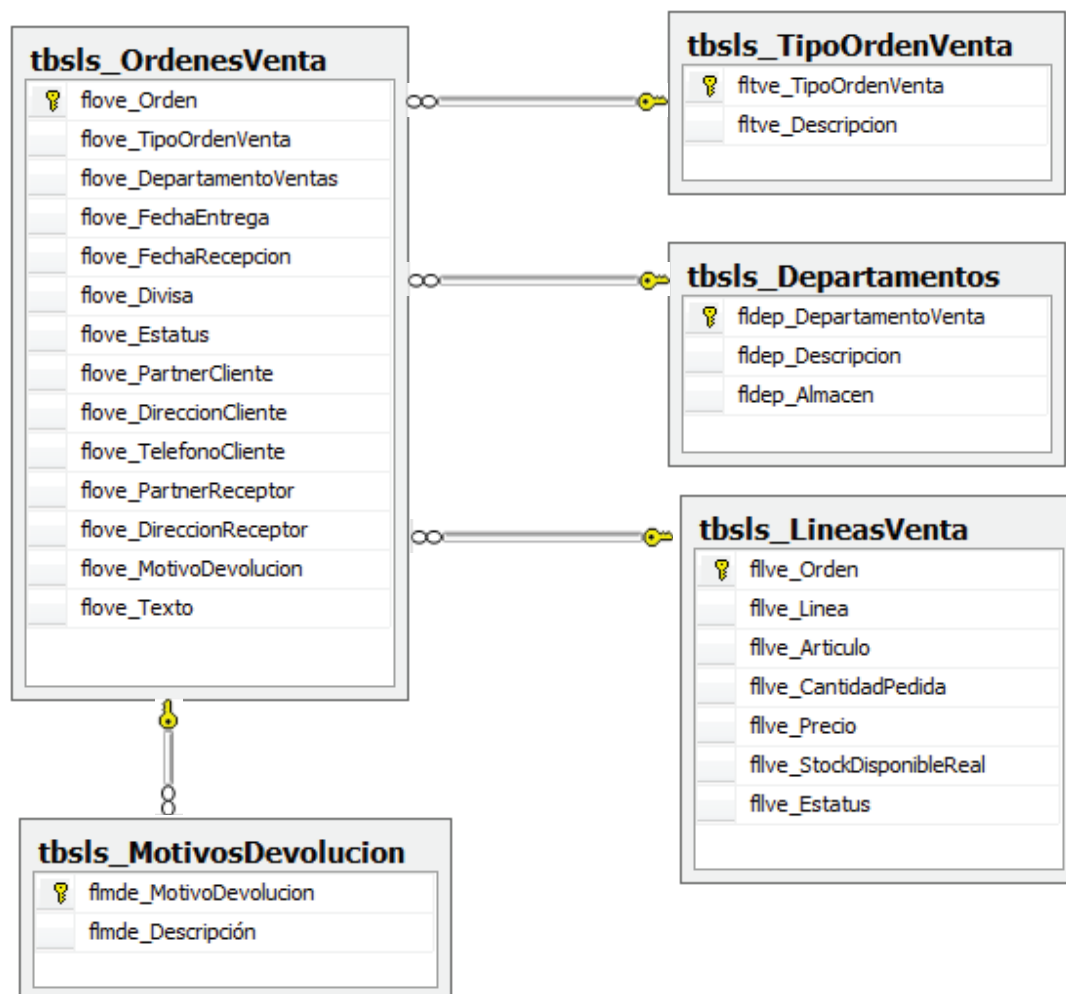 tbsls_OrdenesVenta
flove_Orden
flove_TipoOrdenVenta
flove_DepartamentoVentas
flove_FechaEntrega
flove_FechaRecepcion
flove_Divisa
flove_Estatus
flove_PartnerCliente
flove_DireccionCliente
flove_TelefonoCliente
flove_PartnerReceptor
flove_DireccionReceptor
flove_MotivoDevolucion
flove_Texto
tbsls_TipoOrdenVenta
fltve_TipoOrdenVenta
fltve_Descripcion
tbsls_Departamentos
fldep_DepartamentoVenta
fldep_Descripcion
fldep_Almacen
tbsls_LineasVenta
fllve_Orden
fllve_Linea
fllve_Articulo
fllve_CantidadPedida
fllve_Precio
fllve_StockDisponibleReal
fllve_Estatus
tbsls_MotivosDevolucion
flmde_MotivoDevolucion
flmde_Descripción